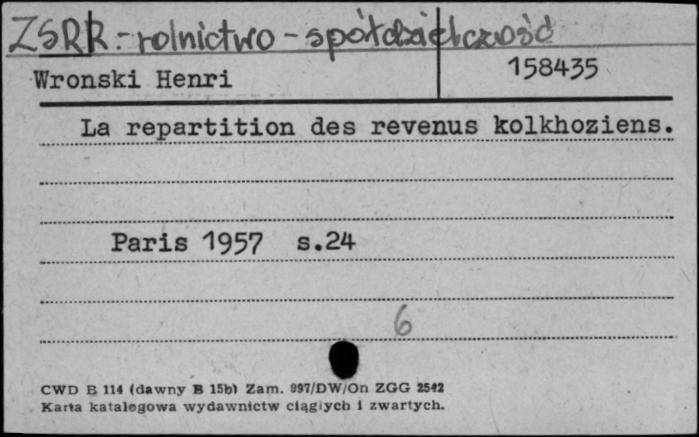 ZSRR - rolnictwo - spółdzielczość
Wronski Henri 158435
La repartition des revenus kolkhoziens.
Paris 1957 s.24
6
CWD B 114 (dawny B 15b) Zam. 997/DW/On ZGG 2542
Karta katalogowa wydawnictw ciągłych i zwartych.